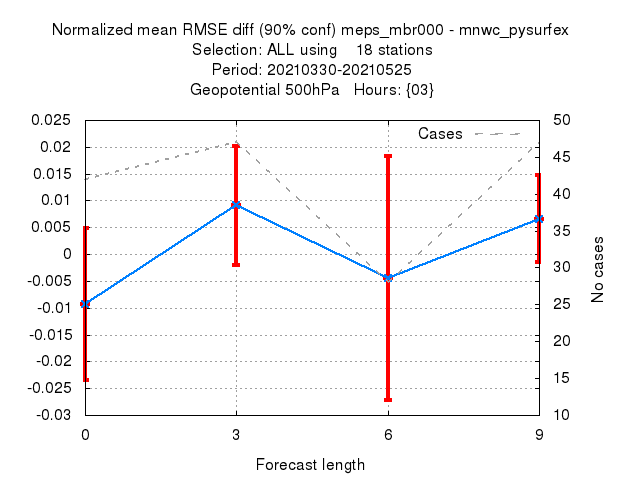 Normalized mean RMSE diff (90% conf) meps_mbr000 - mnwc_pysurfex
Selection: ALL using 18 stations
Period: 20210330-20210525
Geopotential 500hPa Hours: {03}
Cases
0.025
0.02
0.015
0.01
0.005
0
-0.005
-0.01
-0.015
-0.02
-0.025
-0.03
50
45
40
35
30
25
20
15
10
No cases
0 3 6 9
Forecast length